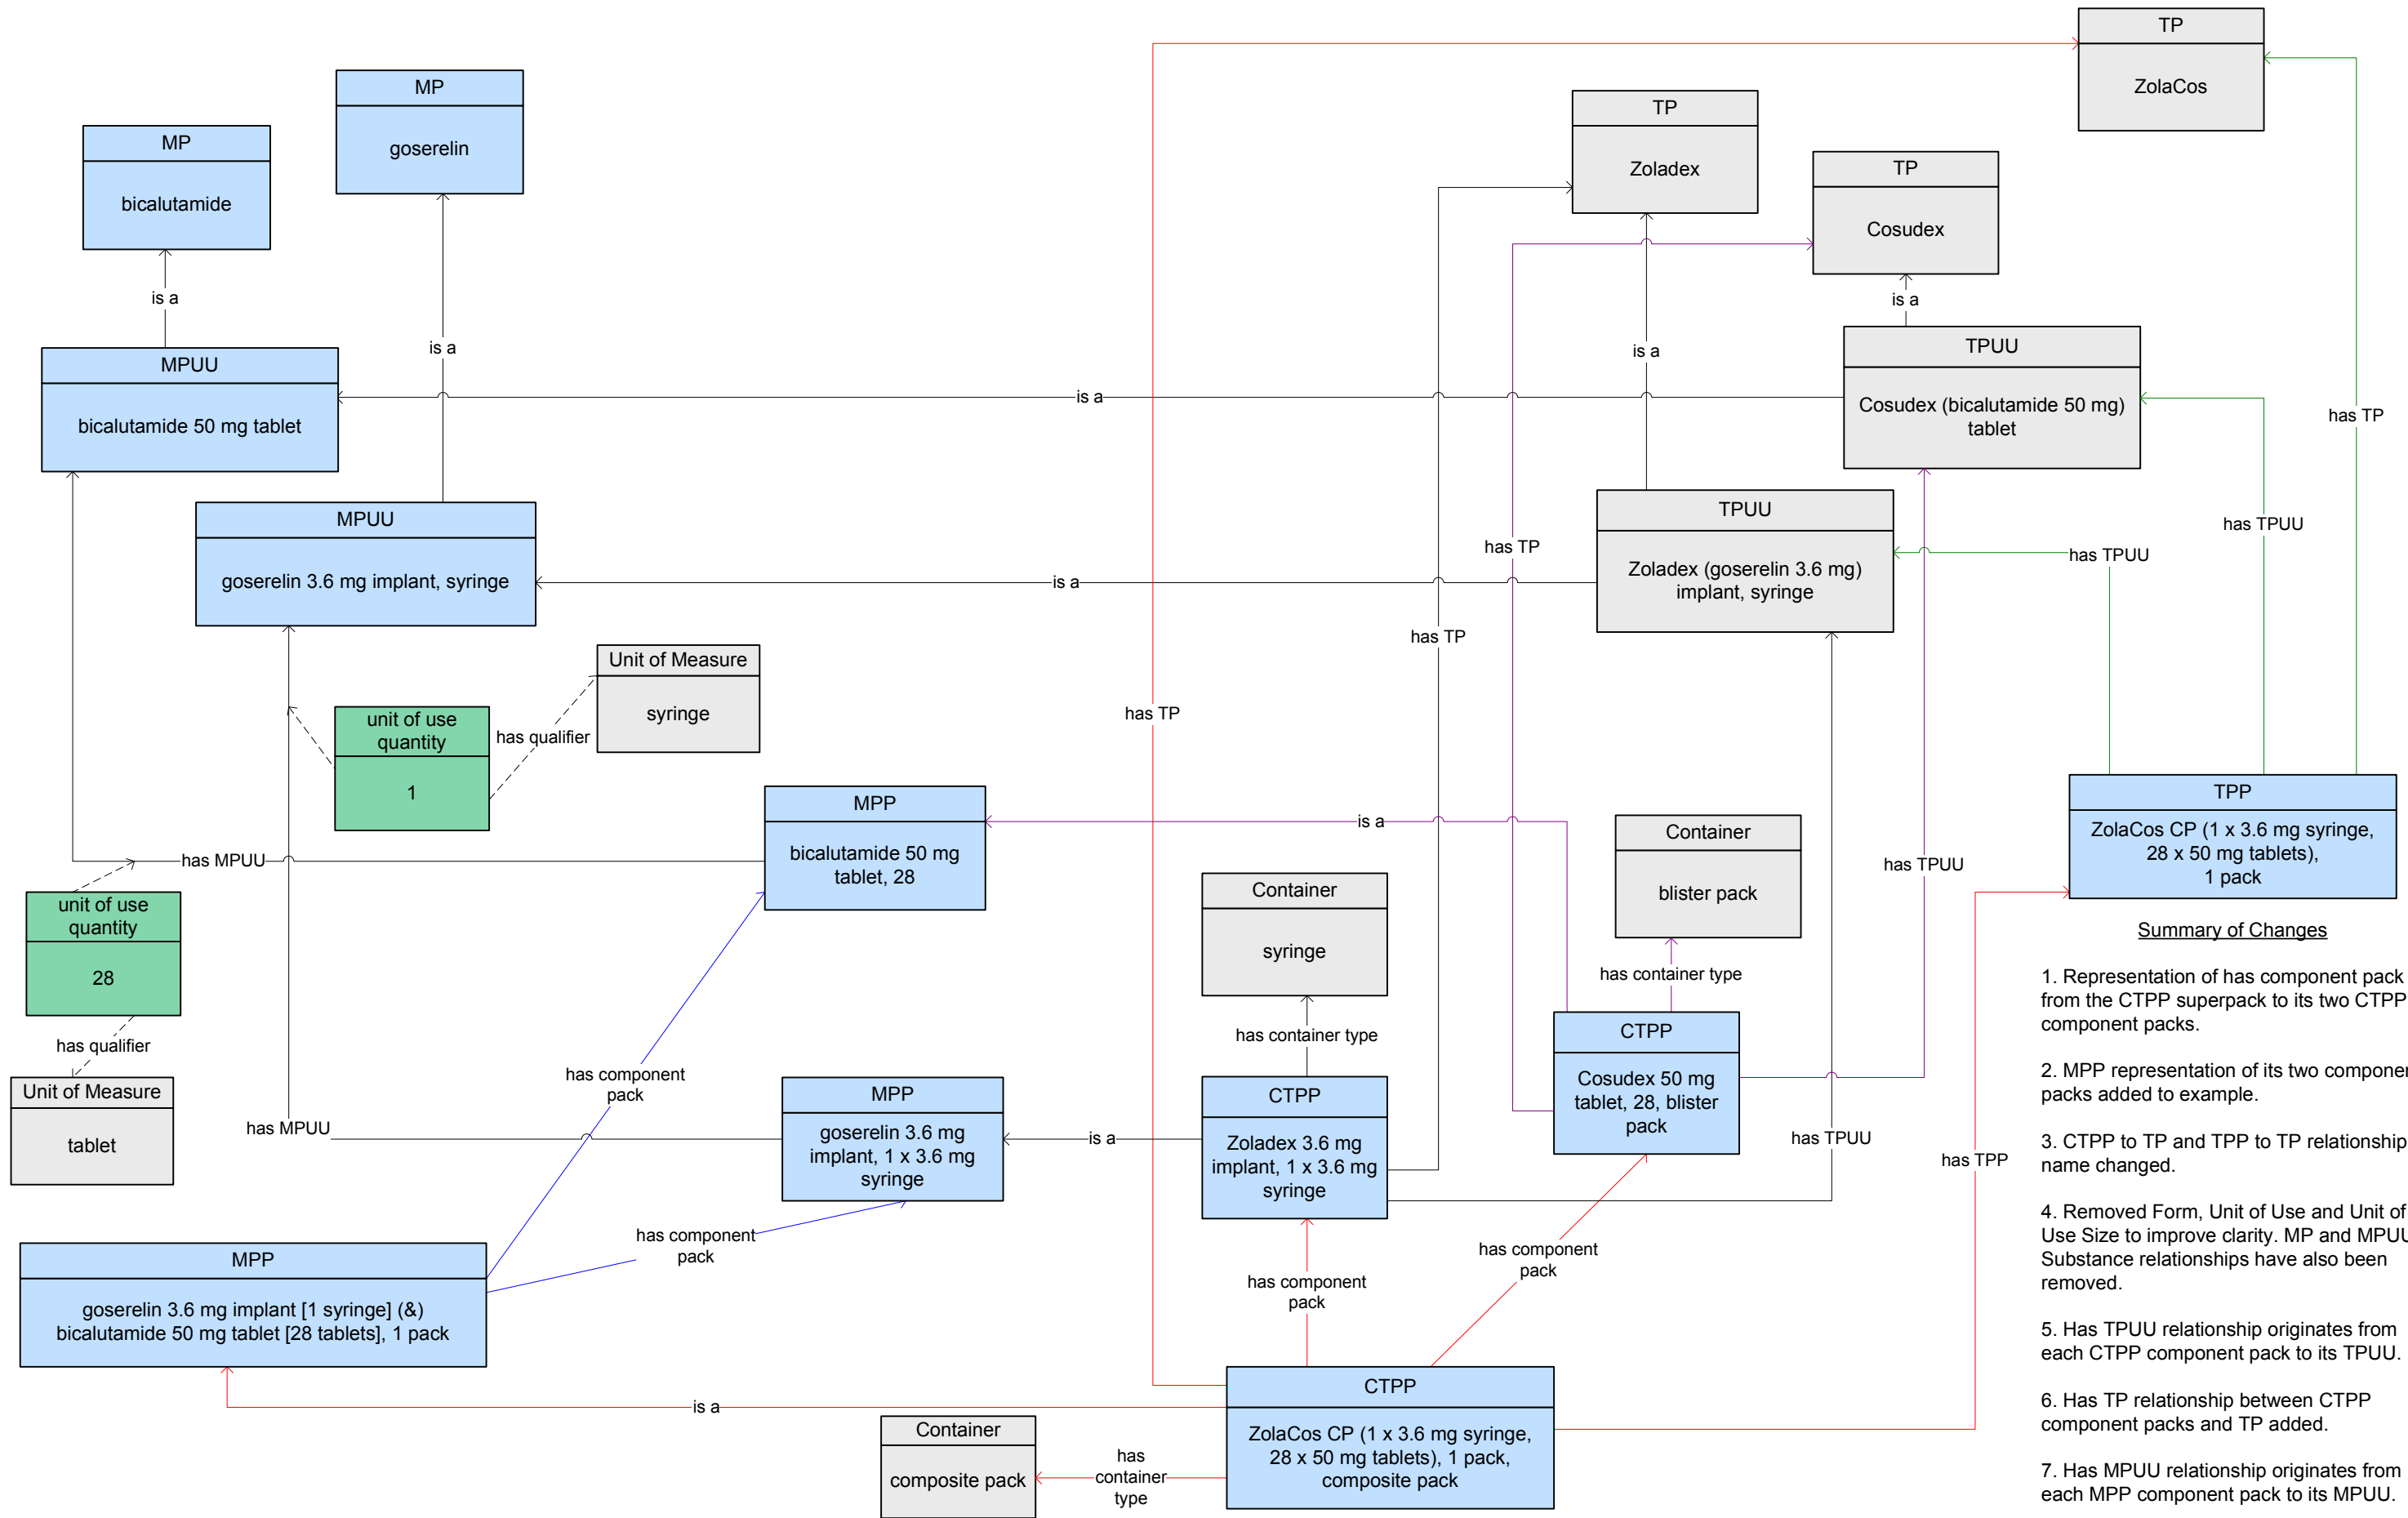 TP
ZolaCos
MP
goserelin
TP
Zoladex
MP
bicalutamide
TP
Cosudex
is a
is a
is a
is a
MPUU
bicalutamide 50 mg tablet
TPUU
Cosudex (bicalutamide 50 mg)
tablet
is a
has TP
MPUU
goserelin 3.6 mg implant, syringe
TPUU
Zoladex (goserelin 3.6 mg)
implant, syringe
is a
has TP
has TPUU
has TPUU
has TP
has TP
Unit of Measure
syringe
unit of use
quantity
1
has qualifier
MPP
bicalutamide 50 mg
tablet, 28
is a
has MPUU
Container
blister pack
has TPUU
TPP
ZolaCos CP (1 x 3.6 mg syringe,
28 x 50 mg tablets),
1 pack
unit of use
quantity
28
has qualifier
Unit of Measure
tablet
Container
syringe
has container type
has container type
CTPP
Cosudex 50 mg
tablet, 28, blister
pack
has component
pack
MPP
goserelin 3.6 mg
implant, 1 x 3.6 mg
syringe
has MPUU
is a
CTPP
Zoladex 3.6 mg
implant, 1 x 3.6 mg
syringe
has TPUU
has TPP
has component
pack
has component
pack
has component
pack
MPP
goserelin 3.6 mg implant [1 syringe] (&)
bicalutamide 50 mg tablet [28 tablets], 1 pack
is a
CTPP
ZolaCos CP (1 x 3.6 mg syringe,
28 x 50 mg tablets), 1 pack,
composite pack
Container
composite pack
has
container
type
Summary of Changes
1. Representation of has component pack
from the CTPP superpack to its two CTPP
component packs.
2. MPP representation of its two componen
packs added to example.
3. CTPP to TP and TPP to TP relationship
name changed.
4. Removed Form, Unit of Use and Unit of
Use Size to improve clarity. MP and MPUU
Substance relationships have also been
removed.
5. Has TPUU relationship originates from
each CTPP component pack to its TPUU.
6. Has TP relationship between CTPP
component packs and TP added.
7. Has MPUU relationship originates from
each MPP component pack to its MPUU.